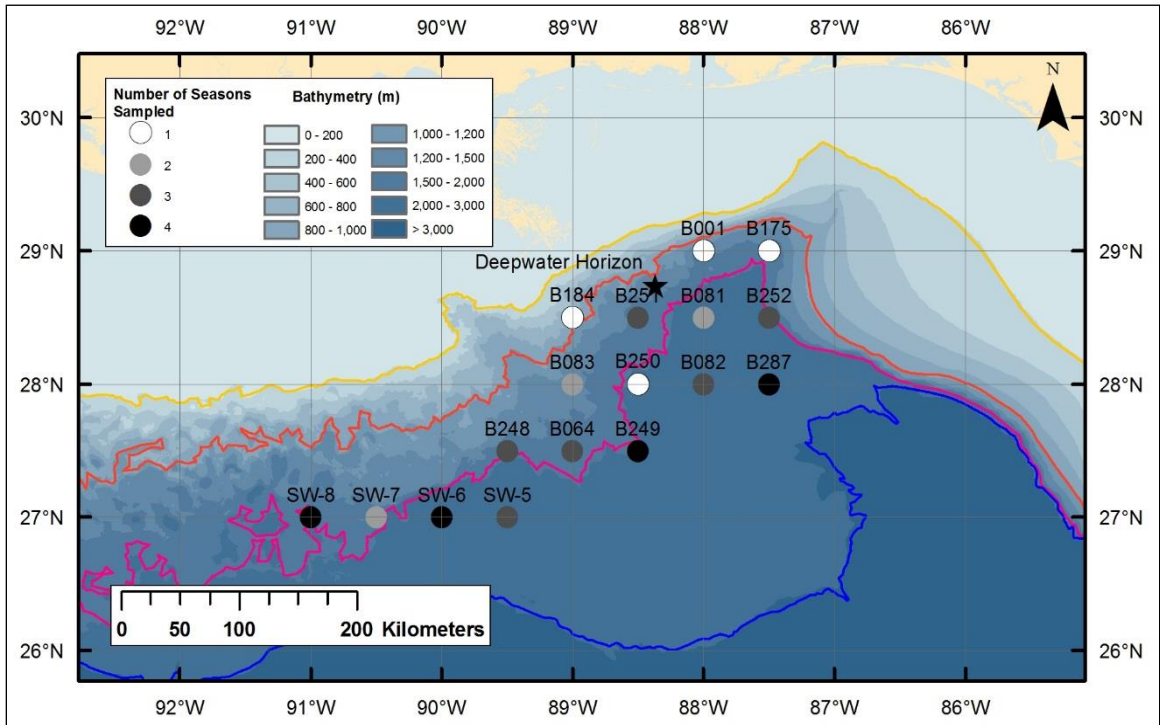 92°W 91°W 90°W 89°W 88°W 87°W 86°W
N
Number of Seasons
Sampled
1
2
3
4
Bathymetry (m)
0 - 200
200 - 400
400 - 600
600 - 800
800 - 1,000
1,000 - 1,200
1,200 - 1,500
1,500 - 2,000
2,000 - 3,000
> 3,000
30°N 30°N
29°N 29°N
B001 B175
Deepwater Horizon
B184 B251 B081 B252
28°N 28°N
B083 B250 B082 B287
B248 B064 B249
27°N 27°N
SW-8 SW-7 SW-6 SW-5
0 50 100 200 Kilometers
26°N 26°N
92°W 91°W 90°W 89°W 88°W 87°W 86°W